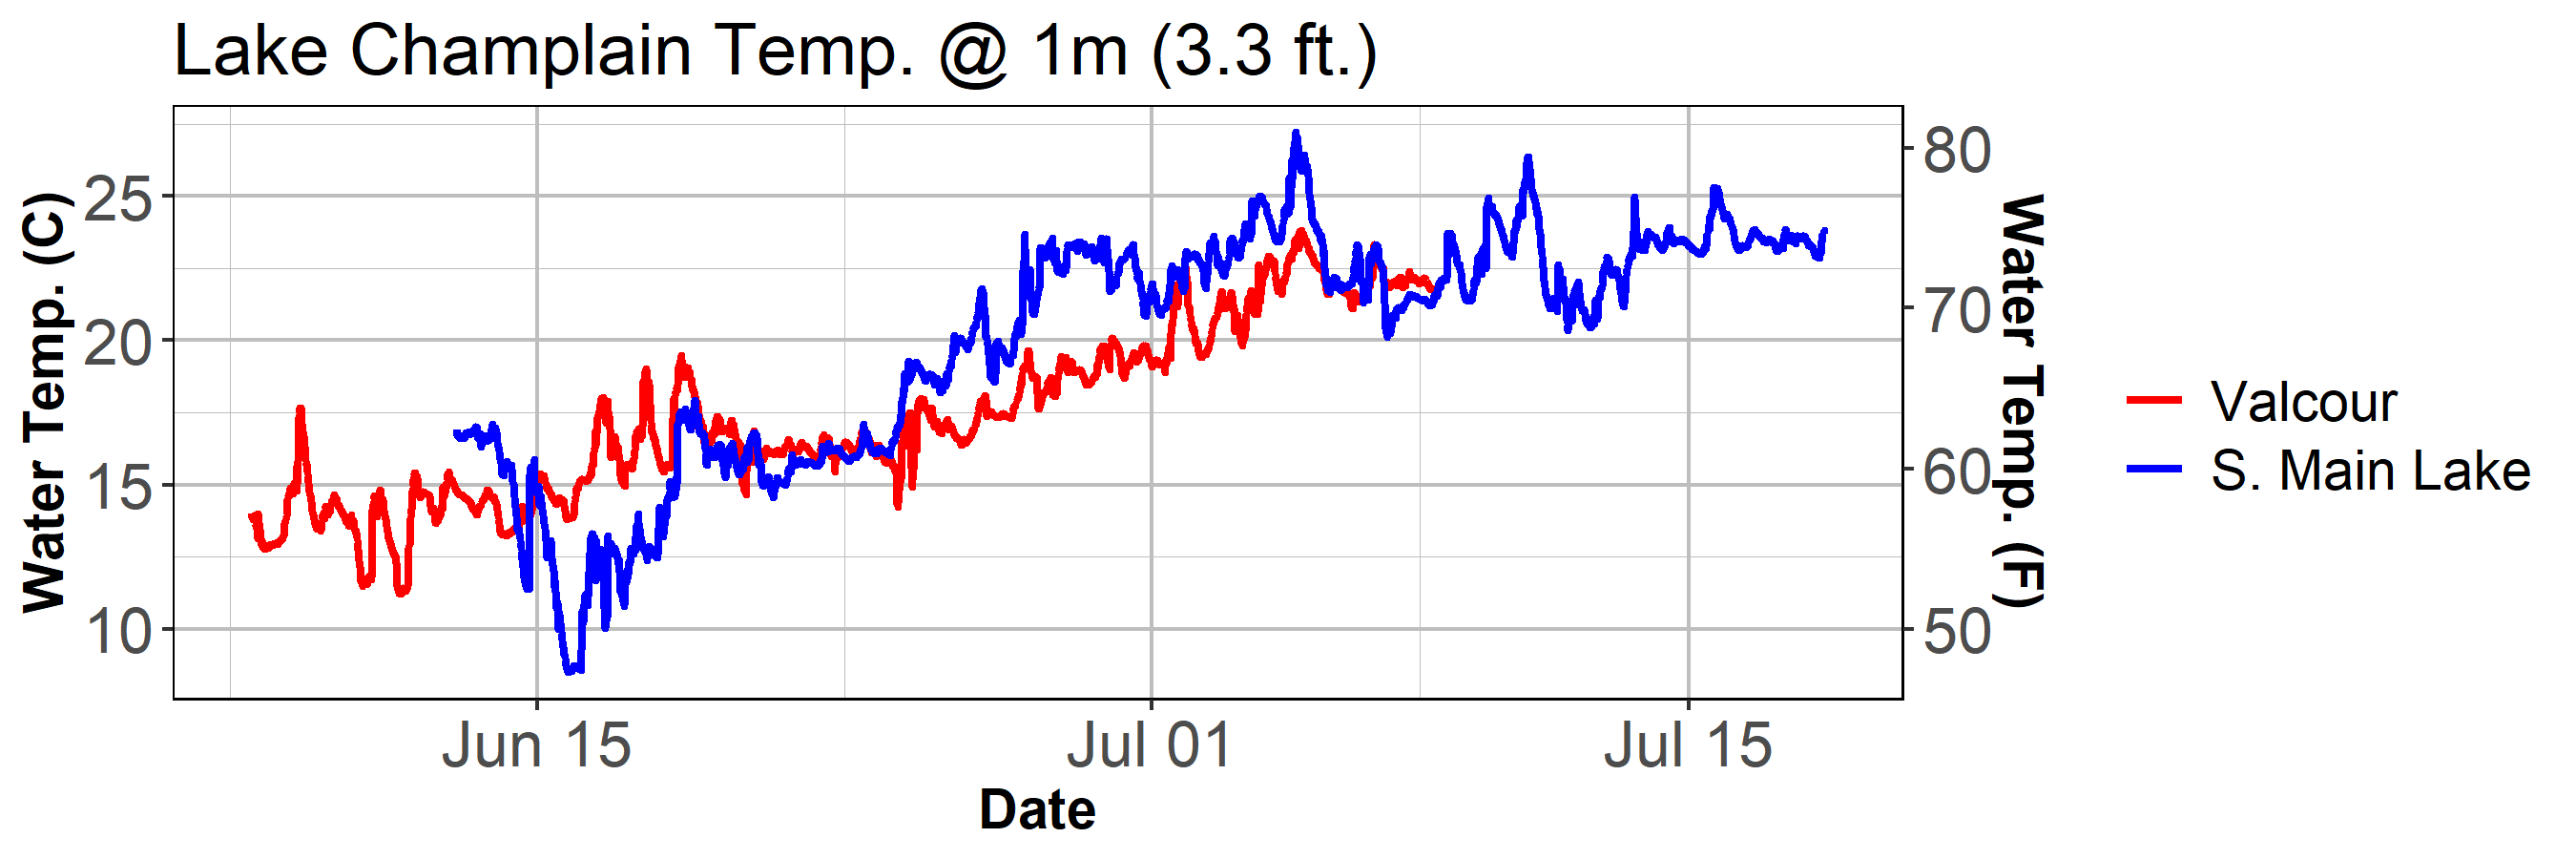 Lake Champlain Temp. @ 1m (3.3 ft.)
Water Temp. (C)
25
20
15
10
80
70
60
50
Water Temp. (F)
Jun 15
Jul 01
Jul 15
Date
Valcour
S. Main Lake